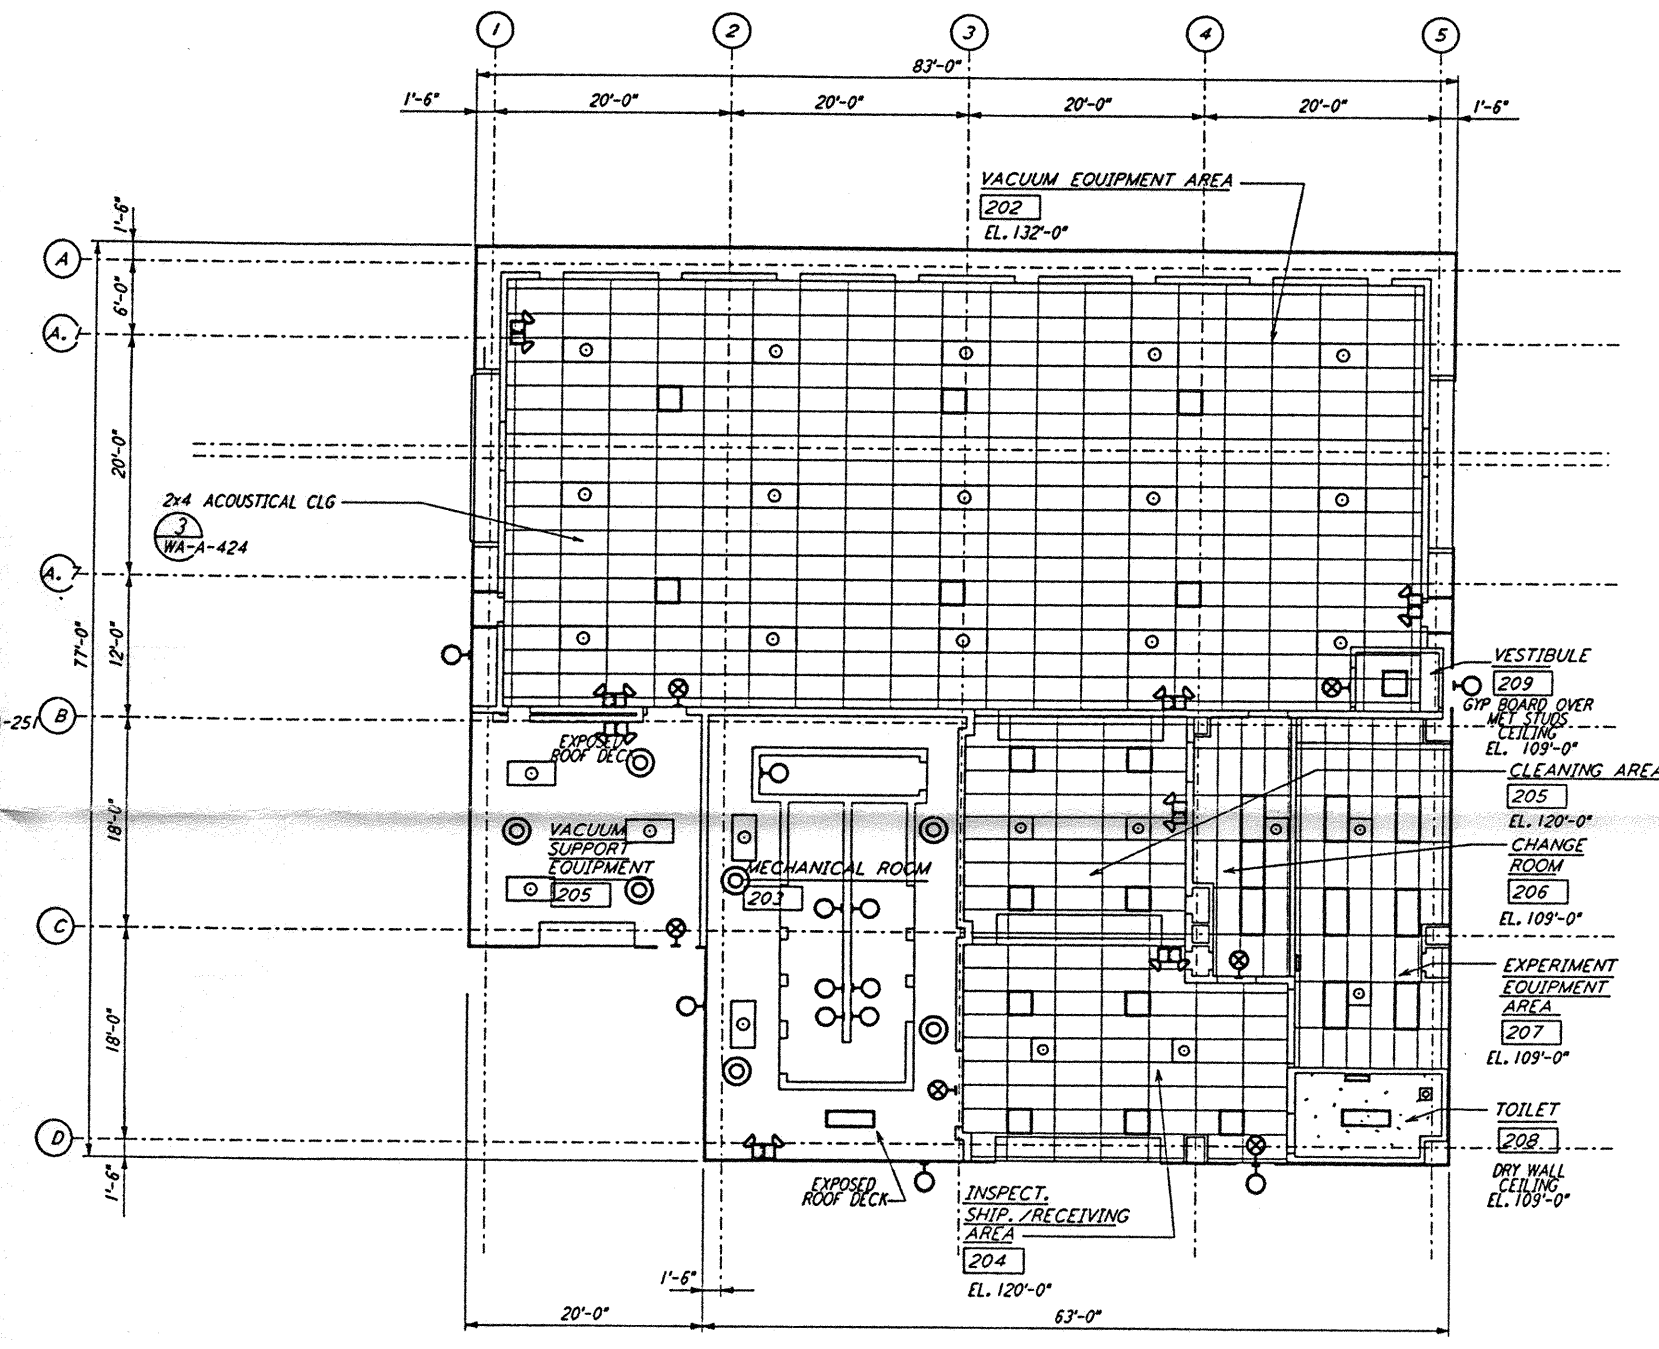 1
2
3
4
5
83'-0"
1'-6"
20'-0"
20'-0"
20'-0"
20'-0"
1'-6"
VACUUM EQUIPMENT AREA
202
EL. 132'-0"
1'-6"
A
6'-0"
A.1
20'-0"
2x4 ACOUSTICAL CLG
3
WA-A-424
A.7
77'-0"
12'-0"
B
-251
VESTIBULE
209
GYP BOARD OVER
MET STUDS
CEILING
EL. 109'-0"
EXPOSED
ROOF DECK
CLEANING AREA
205
EL. 120'-0"
18'-0"
VACUUM
SUPPORT
EQUIPMENT
205
MECHANICAL ROOM
203
CHANGE
ROOM
206
EL. 109'-0"
C
EXPERIMENT
EQUIPMENT
AREA
207
EL. 109'-0"
18'-0"
D
TOILET
208
DRY WALL
CEILING
EL. 109'-0"
1'-6"
EXPOSED
ROOF DECK
INSPECT.
SHIP./RECEIVING
AREA
204
EL. 120'-0"
1'-6"
20'-0"
63'-0"